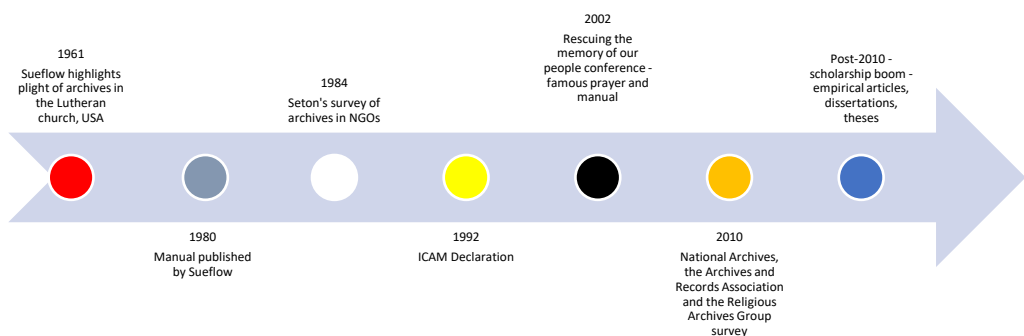 1961
Sueflow highlights
plight of archives in
the Lutheran
church, USA
1980
Manual published
by Sueflow
1984
Seton's survey of
archives in NGOs
1992
ICAM Declaration
2002
Rescuing the
memory of our
people conference -
famous prayer and
manual
2010
National Archives,
the Archives and
Records Association
and the Religious
Archives Group
survey
Post-2010 -
scholarship boom -
empirical articles,
dissertations,
theses